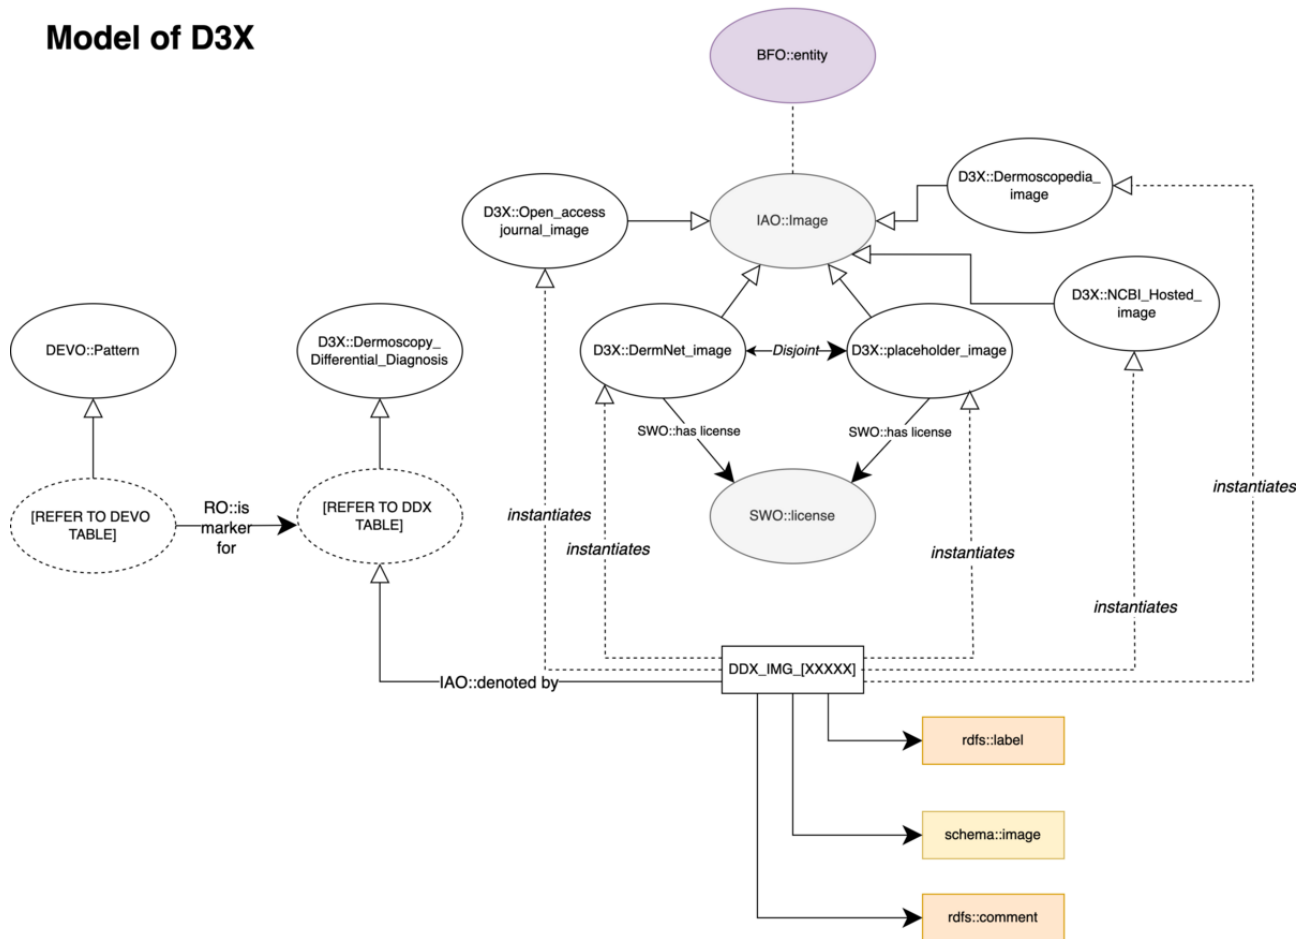 Model of D3X
BFO::entity
D3X::Dermoscopedia_
image
D3X::Open_access
journal_image
IAO::Image
D3X::NCBI_Hosted_
image
DEVO::Pattern
D3X::Dermoscopy_
Differential_Diagnosis
D3X::DermNet_image
Disjoint
D3X::placeholder_image
SWO::has license
SWO::has license
[REFER TO DEVO
TABLE]
RO::is
marker
for
[REFER TO DDX
TABLE]
SWO::license
instantiates
instantiates
instantiates
instantiates
instantiates
DDX_IMG_[XXXXX]
IAO::denoted by
rdfs::label
schema::image
rdfs::comment